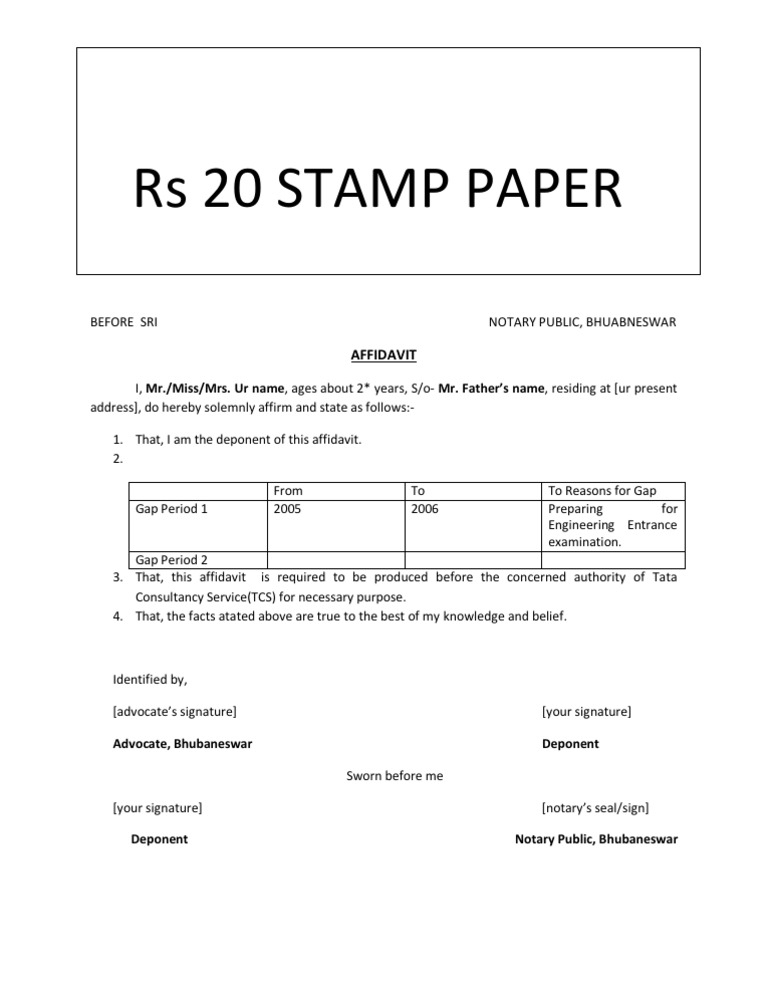 Rs 20 STAMP PAPER
BEFORE  SRI NOTARY PUBLIC, BHUABNESWAR
AFFIDAVIT
I, Mr./Miss/Mrs. Ur name, ages about 2* years, S/o- Mr. Father's name, residing at [ur present
address], do hereby solemnly affirm and state as follows:-
1. That, I am the deponent of this affidavit.
2.
From To To Reasons for Gap
Gap Period 1 2005 2006 Preparing for
Engineering Entrance
examination.
Gap Period 2
3. That, this affidavit  is required to be produced before the concerned authority of Tata
Consultancy Service(TCS) for necessary purpose.
4. That, the facts atated above are true to the best of my knowledge and belief.
Identified by,
[advocate's signature] [your signature]
Advocate, Bhubaneswar Deponent
Sworn before me
[your signature] [notary's seal/sign]
Deponent Notary Public, Bhubaneswar